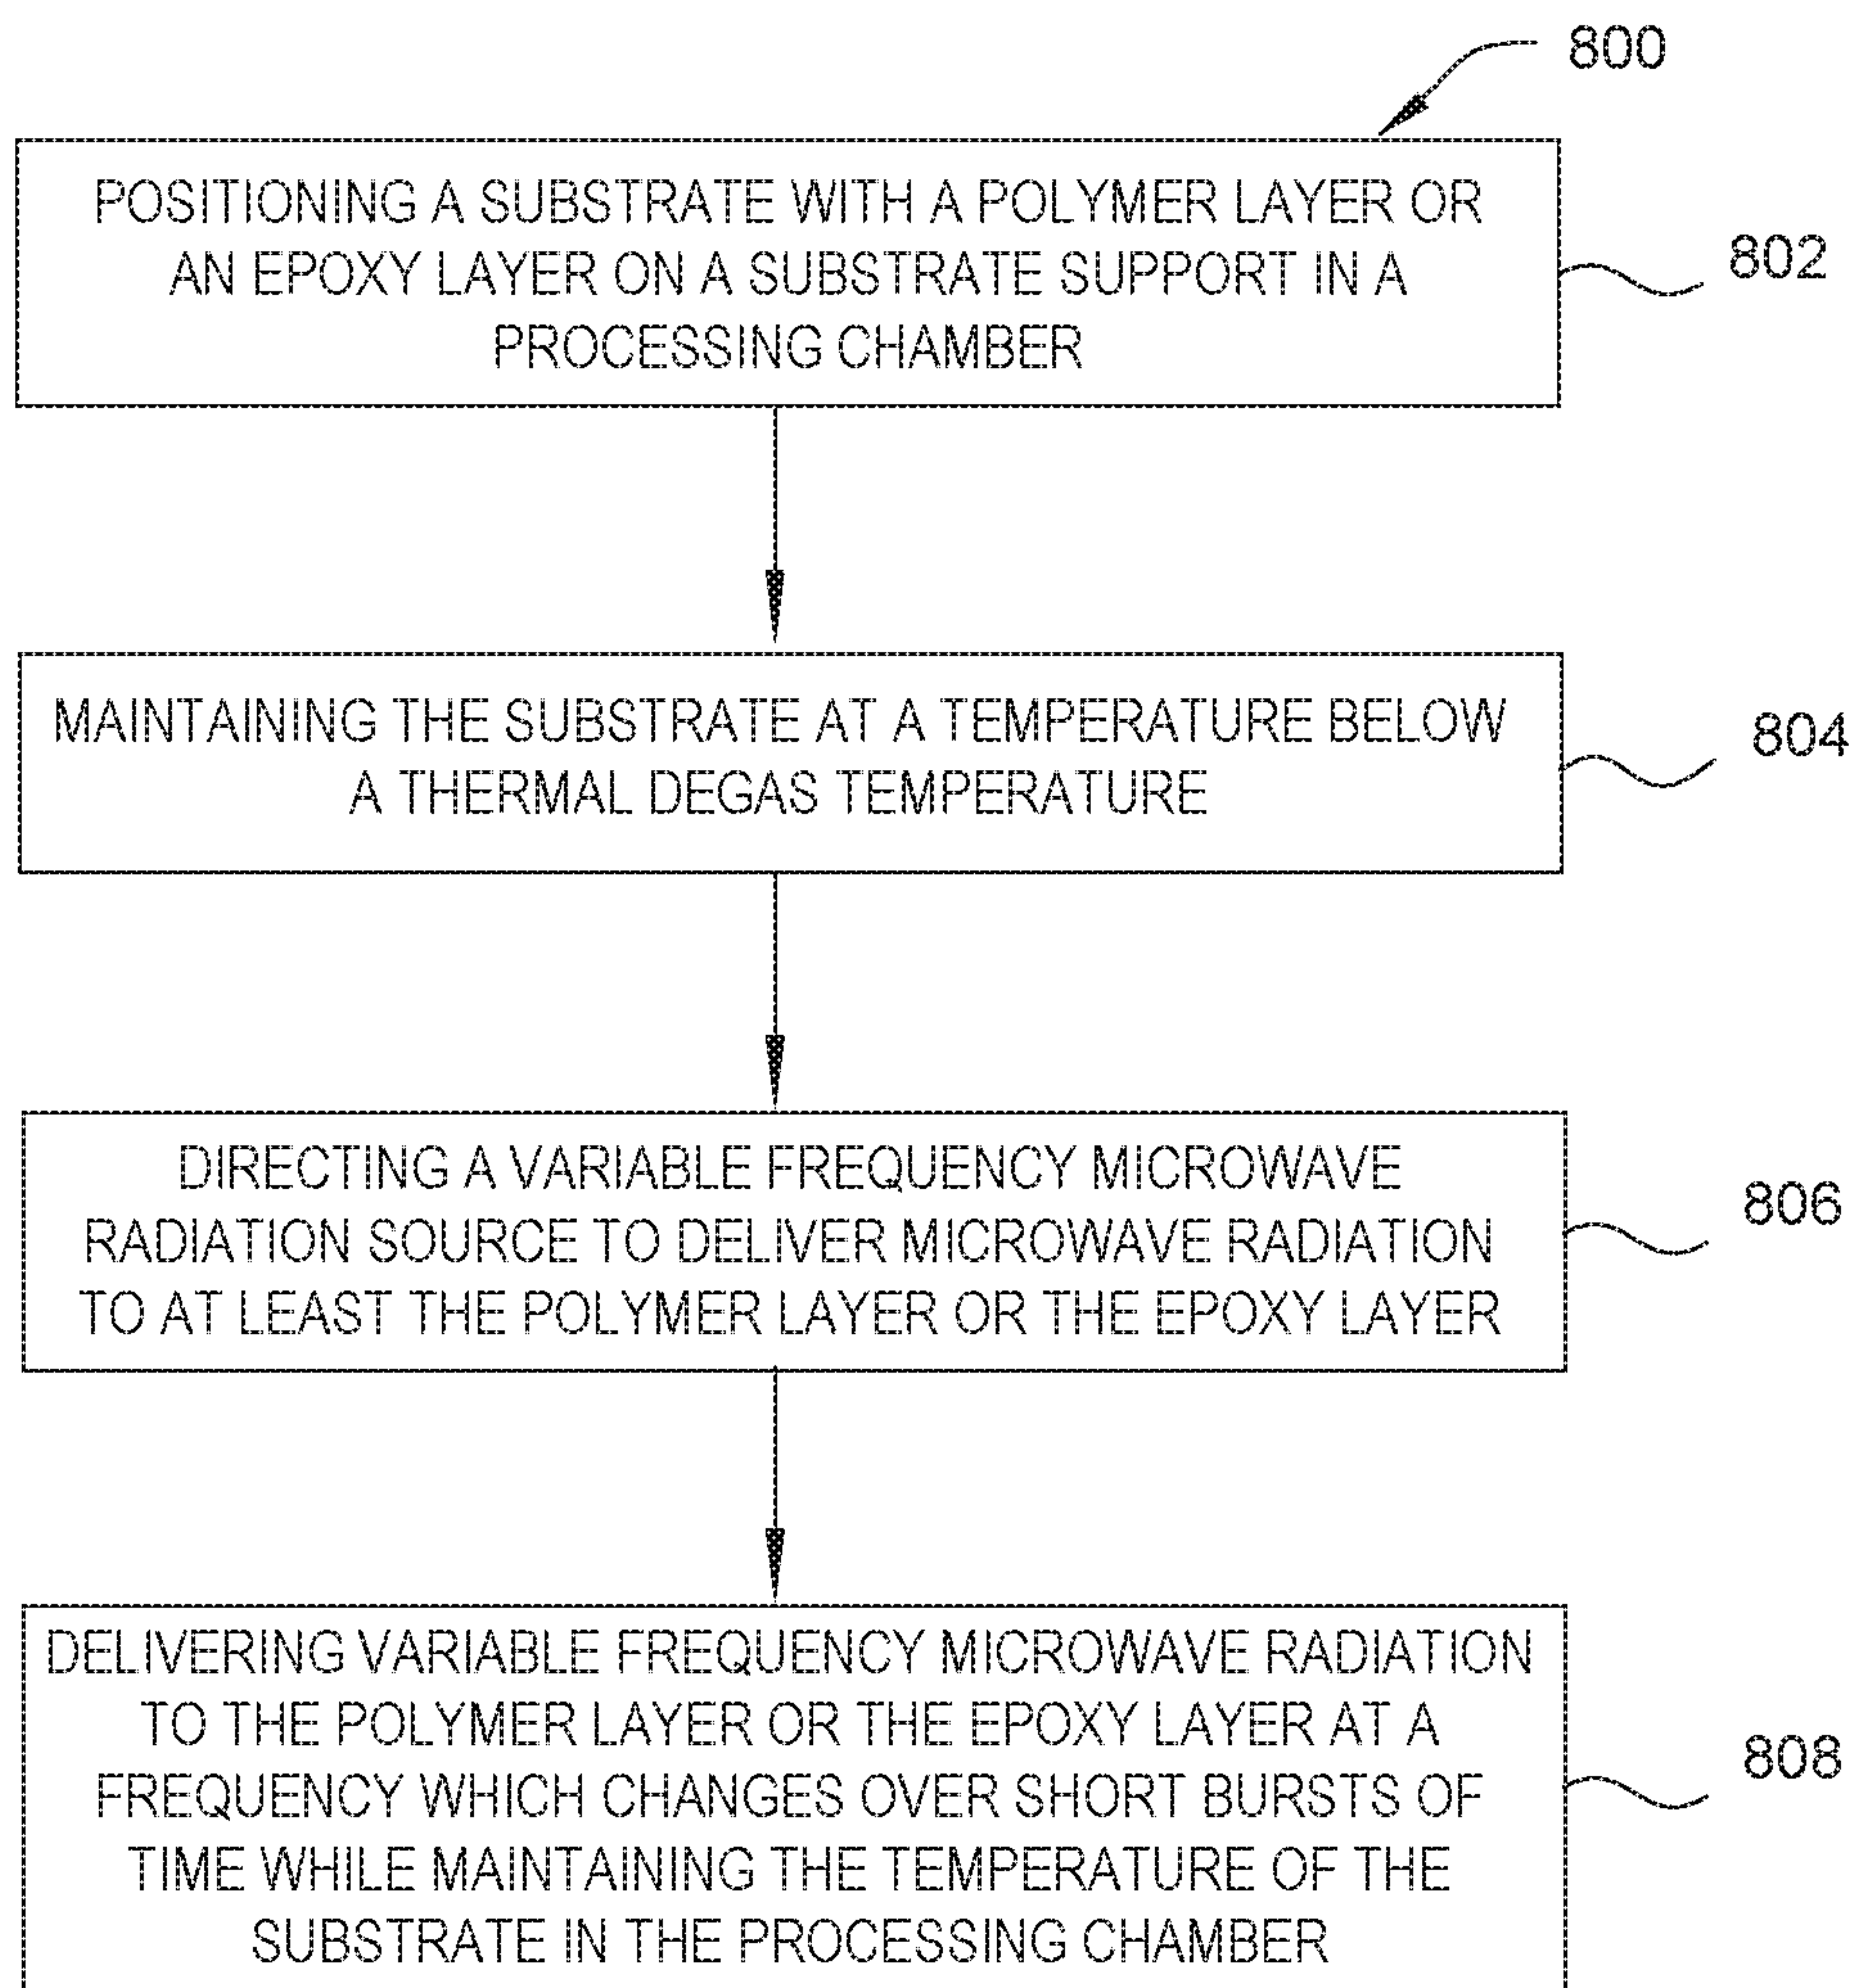 800
POSITIONING A SUBSTRATE WITH A POLYMER LAYER OR
AN EPOXY LAYER ON A SUBSTRATE SUPPORT IN A
PROCESSING CHAMBER
802
MAINTAINING THE SUBSTRATE AT A TEMPERATURE BELOW
A THERMAL DEGAS TEMPERATURE
804
DIRECTING A VARIABLE FREQUENCY MICROWAVE
RADIATION SOURCE TO DELIVER MICROWAVE RADIATION
TO AT LEAST THE POLYMER LAYER OR THE EPOXY LAYER
806
DELIVERING VARIABLE FREQUENCY MICROWAVE RADIATION
TO THE POLYMER LAYER OR THE EPOXY LAYER AT A
FREQUENCY WHICH CHANGES OVER SHORT BURSTS OF
TIME WHILE MAINTAINING THE TEMPERATURE OF THE
SUBSTRATE IN THE PROCESSING CHAMBER
808